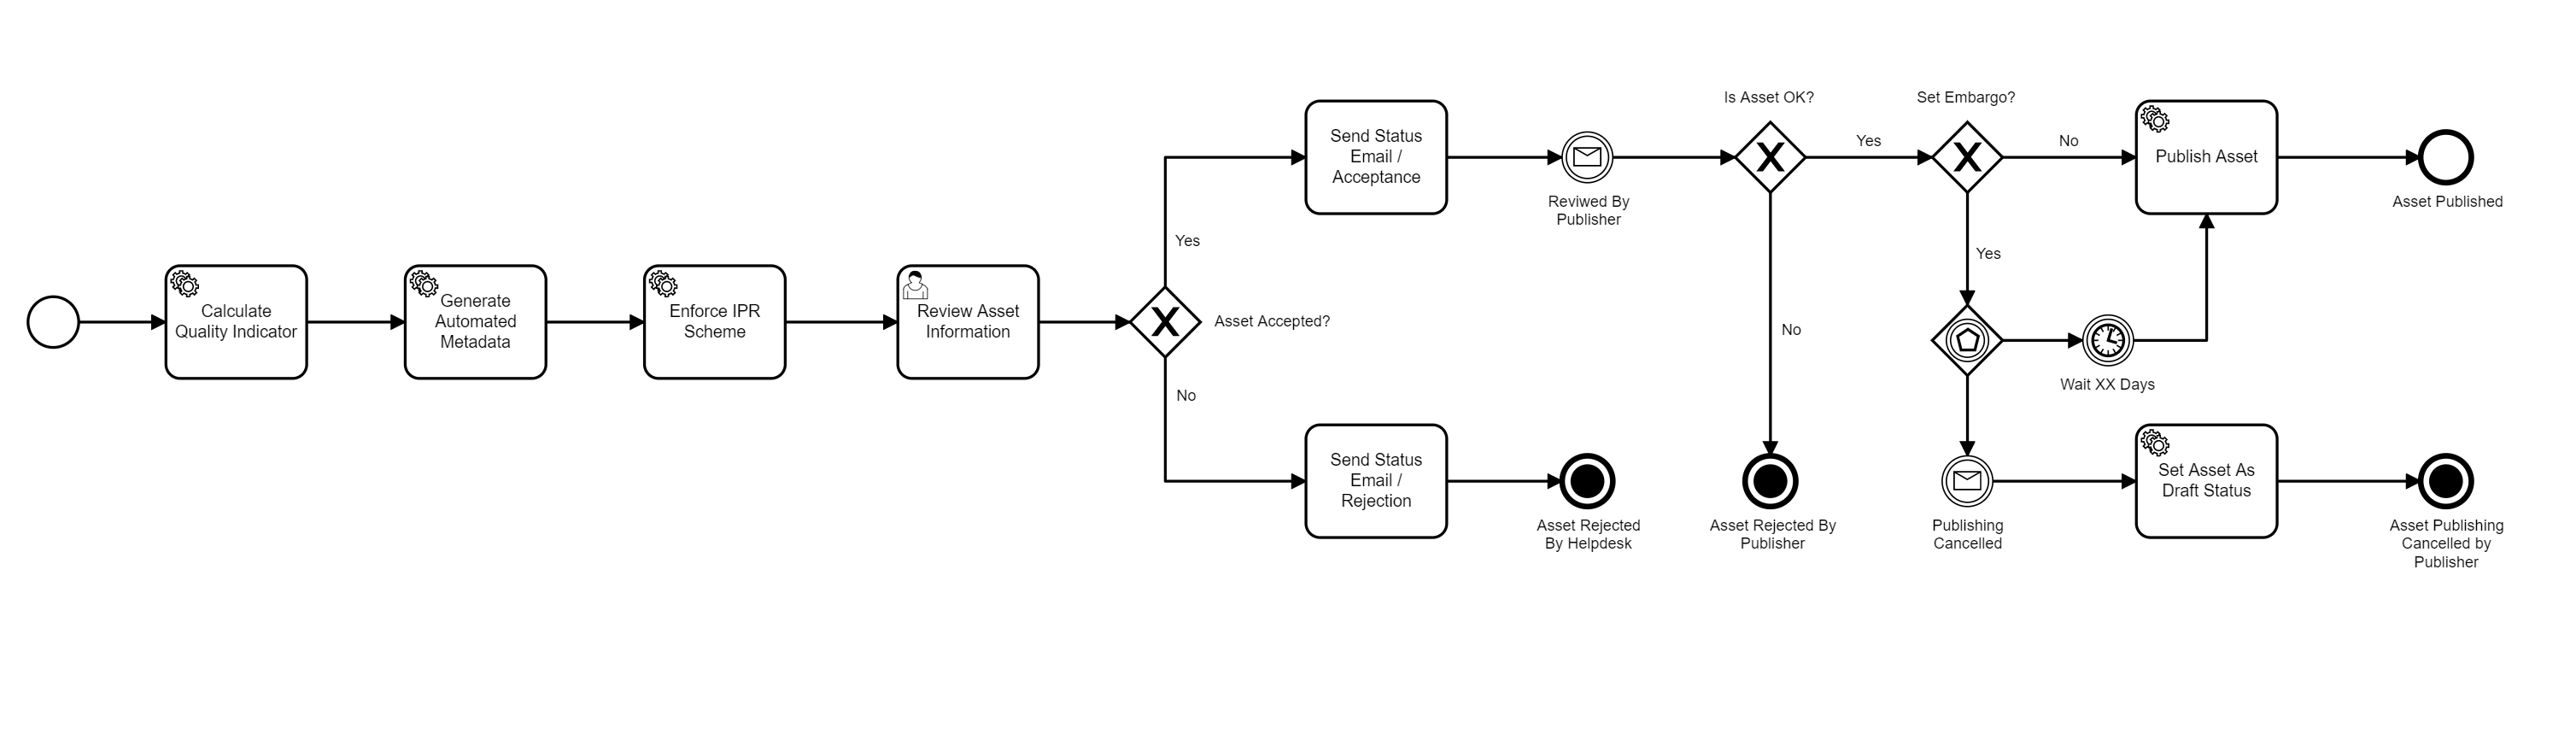 Calculate
Quality Indicator
Generate
Automated
Metadata
Enforce IPR
Scheme
Review Asset
Information
Asset Accepted?
Yes
No
Send Status
Email /
Acceptance
Send Status
Email /
Rejection
Reviwed By
Publisher
Asset Rejected
By Helpdesk
Is Asset OK?
Yes
No
Asset Rejected By
Publisher
Set Embargo?
No
Yes
Wait XX Days
Publishing
Cancelled
Publish Asset
Asset Published
Set Asset As
Draft Status
Asset Publishing
Cancelled by
Publisher